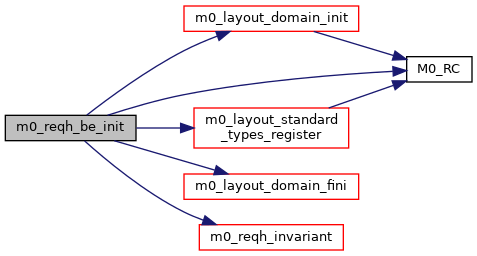 m0_layout_domain_init
M0_RC
m0_reqh_be_init
m0_layout_standard
_types_register
m0_layout_domain_fini
m0_reqh_invariant